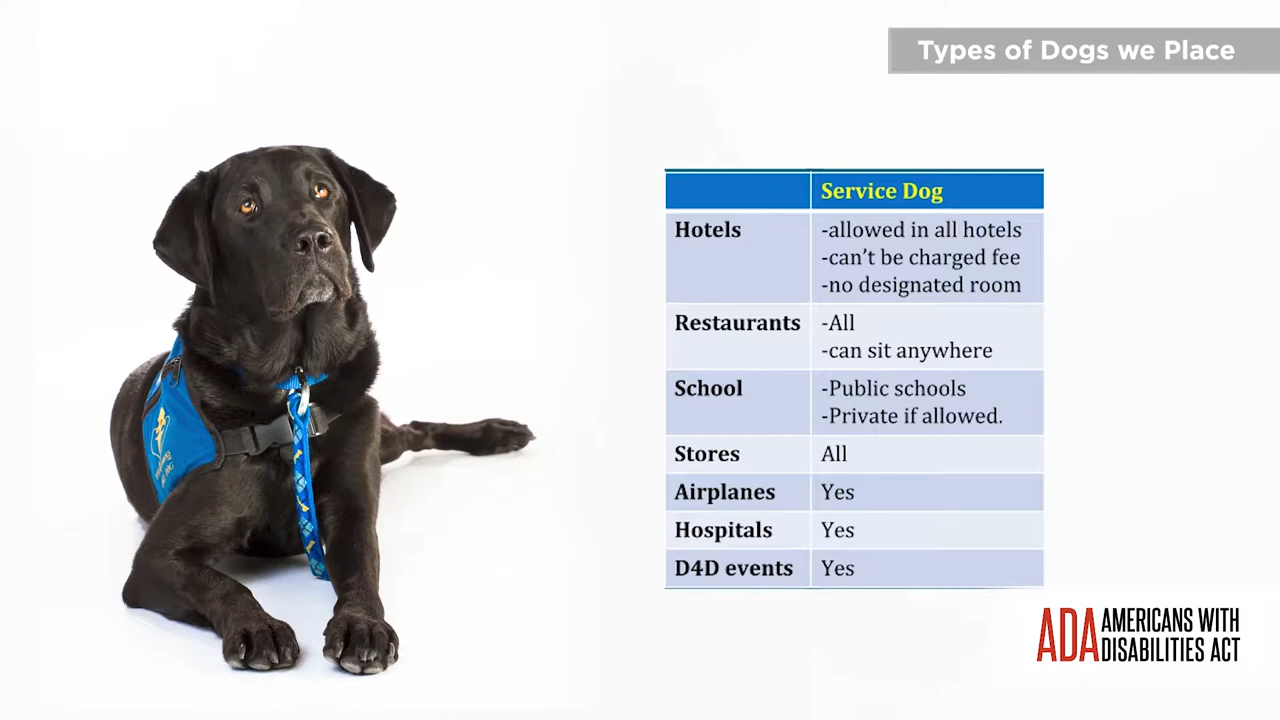 Types of Dogs we Place
Service Dog
Hotels
-allowed in all hotels
-can’t be charged fee
-no designated room
Restaurants
-All
-can sit anywhere
School
-Public schools
-Private if allowed.
Stores
All
Airplanes
Yes
Hospitals
Yes
D4D events
Yes
ADA AMERICANS WITH
DISABILITIES ACT